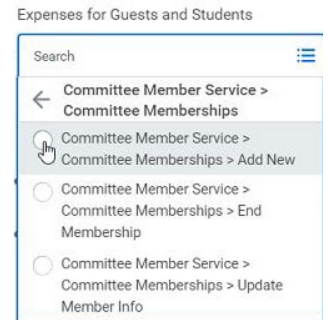 Expenses for Guests and Students
Search
Committee Member Service >
Committee Memberships
Committee Member Service >
Committee Memberships > Add New
Committee Member Service >
Committee Memberships > End
Membership
Committee Member Service >
Committee Memberships > Update
Member Info